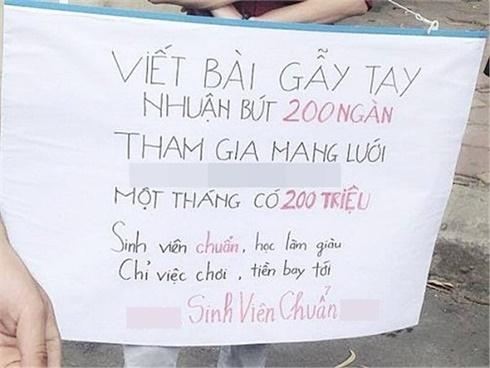 VIẾT BÀI GẪY TAY
NHUẬN BÚT 200 NGÀN
THAM GIA MANG LƯỚI
MỘT THÁNG CÓ 200 TRIỆU
Sinh viên chuẩn, học làm giàu
Chỉ việc chơi, tiền bay tới
Sinh Viên Chuẩn